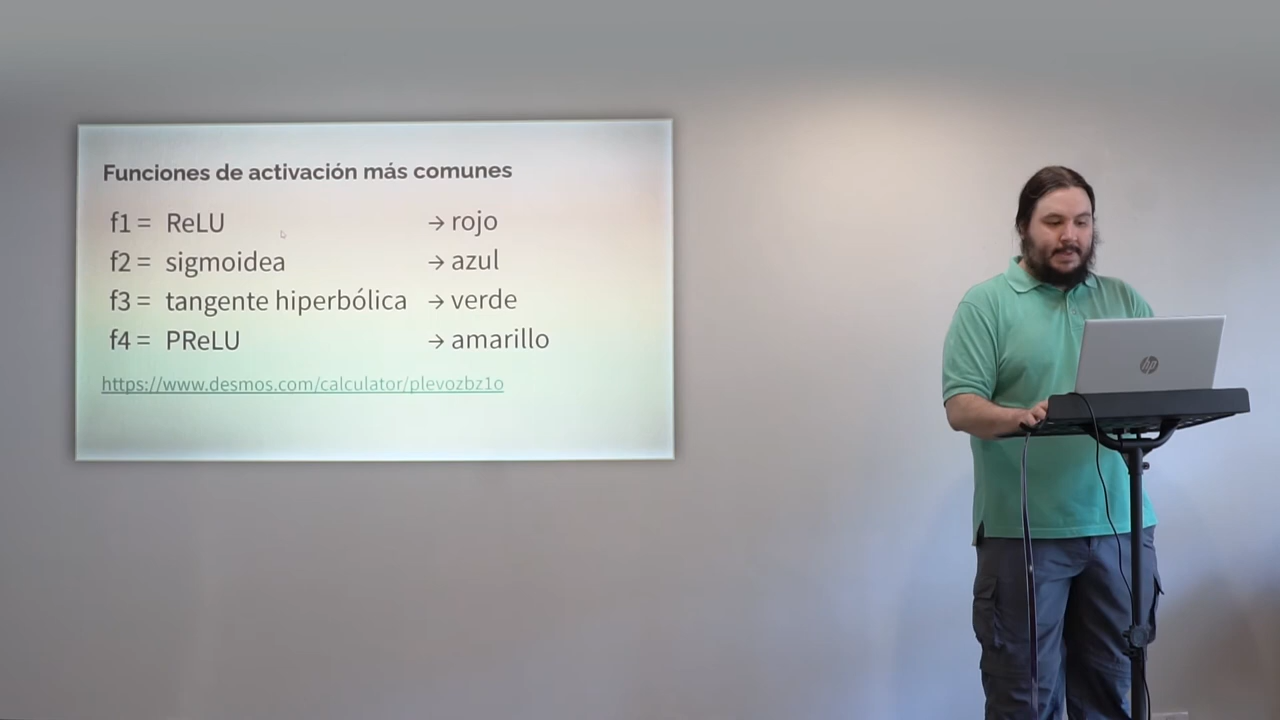 Funciones de activación más comunes
f1 = ReLU → rojo
f2 = sigmoidea → azul
f3 = tangente hiperbólica → verde
f4 = PReLU → amarillo
https://www.desmos.com/calculator/plevozbz1o
hp